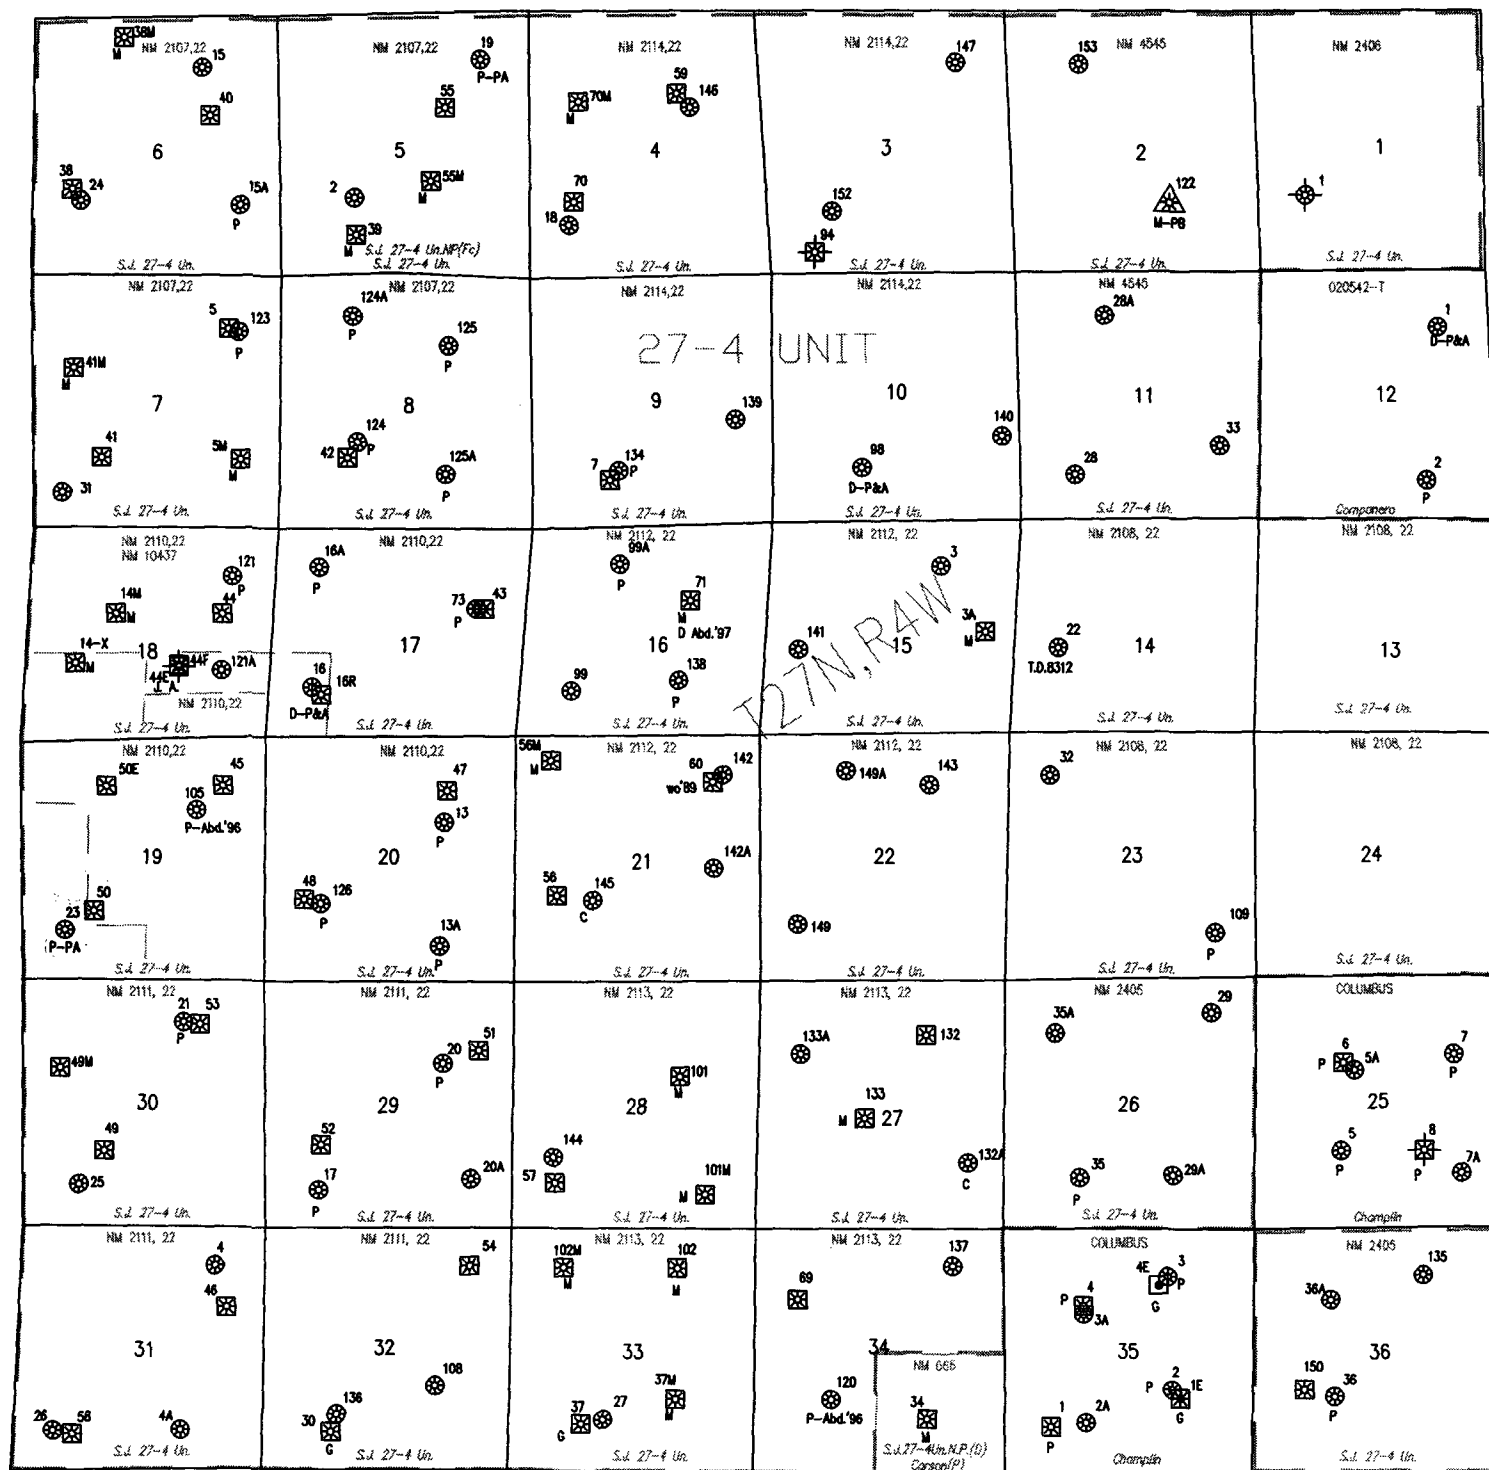 38M
M
NM 2107,22
15
40
6
38
24
15A
P
S.J. 27-4 Un.
NM 2107,22
19
P-PA
55
5
2
55M
M
39
M
S.J. 27-4 Un.NP(Fc)
S.J. 27-4 Un.
NM 2114,22
59
70M
M
146
4
70
18
S.J. 27-4 Un.
NM 2114,22
147
3
152
94
S.J. 27-4 Un.
NM 4545
153
2
122
M-PB
S.J. 27-4 Un.
NM 2406
1
1
S.J. 27-4 Un.
NM 2107,22
5
123
P
41M
M
7
41
5M
M
31
S.J. 27-4 Un.
NM 2107,22
124A
P
125
P
8
124
P
42
125A
P
S.J. 27-4 Un.
NM 2114,22
27-4 UNIT
9
139
134
7
P
S.J. 27-4 Un.
NM 2114,22
10
140
98
D-P&A
S.J. 27-4 Un.
NM 4545
28A
11
33
28
S.J. 27-4 Un.
020542-T
1
D-P&A
12
2
P
Companero
NM 2110,22
NM 10437
121
P
14M
M
44
14-X
M
18
44F
44E
J. A.
121A
NM 2110,22
S.J. 27-4 Un.
NM 2110,22
16A
P
73
43
P
17
16
16R
D-P&A
S.J. 27-4 Un.
NM 2112, 22
99A
P
71
M
D Abd.'97
16
99
138
P
S.J. 27-4 Un.
NM 2112, 22
3
3A
M
141
15
T27N,R4W
S.J. 27-4 Un.
NM 2108, 22
22
T.D.8312
14
S.J. 27-4 Un.
NM 2108, 22
13
S.J. 27-4 Un.
NM 2110,22
50E
45
105
P-Abd.'96
19
50
23
P-PA
S.J. 27-4 Un.
NM 2110,22
47
13
P
20
48
126
P
13A
P
S.J. 27-4 Un.
56M
M
NM 2112, 22
60
142
wo'89
21
142A
56
145
C
S.J. 27-4 Un.
NM 2112, 22
149A
143
22
149
S.J. 27-4 Un.
NM 2108, 22
32
23
109
P
S.J. 27-4 Un.
NM 2108, 22
24
NM 2111, 22
21
53
P
49M
30
49
25
S.J. 27-4 Un.
NM 2111, 22
51
20
P
29
52
17
P
20A
S.J. 27-4 Un.
NM 2113, 22
101
M
28
144
57
101M
M
S.J. 27-4 Un.
NM 2113, 22
133A
132
133
M
27
132A
C
S.J. 27-4 Un.
NM 2405
35A
29
26
35
P
29A
S.J. 27-4 Un.
COLUMBUS
6
P
5A
7
P
25
5
P
8
P
7A
Champlin
NM 2111, 22
4
46
31
26
58
4A
S.J. 27-4 Un.
NM 2111, 22
54
32
108
136
30
G
S.J. 27-4 Un.
NM 2113, 22
102M
M
102
M
33
37M
M
37
G
27
S.J. 27-4 Un.
NM 2113, 22
137
69
34
120
P-Abd.'96
NM 665
34
M
S.J.27-4Un.N.P.(D)
Carson(P)
COLUMBUS
4E
3
P
G
4
P
3A
35
2
P
1E
G
1
P
2A
Champlin
NM 2405
135
36A
36
150
36
P
S.J. 27-4 Un.